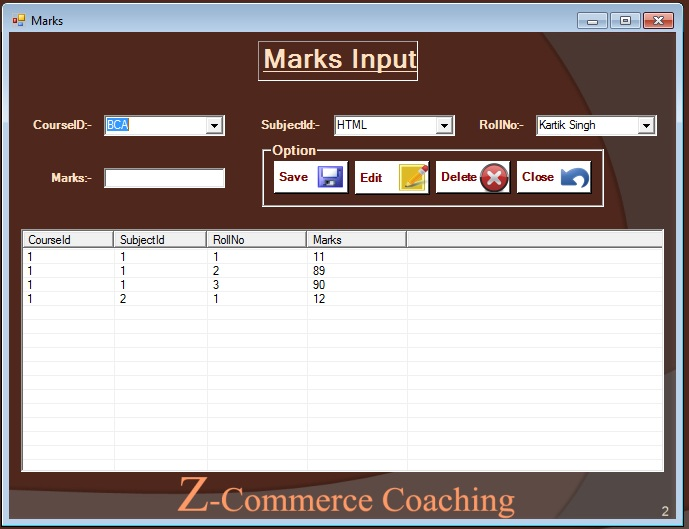 Marks
Marks Input
CourseID:- BCA SubjectId:- HTML RollNo:- Kartik Singh
Option
Marks:- Save Edit Delete Close
CourseId SubjectId RollNo Marks
1 1 1 11
1 1 2 89
1 1 3 90
1 2 1 12
Z-Commerce Coaching
2